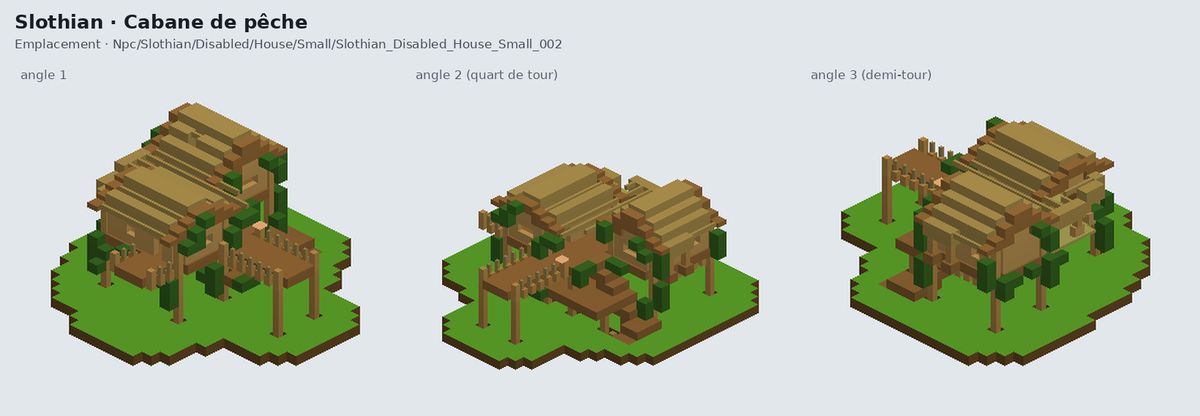 Slothian · Cabane de pêche
Emplacement · Npc/Slothian/Disabled/House/Small/Slothian_Disabled_House_Small_002
angle 1
angle 2 (quart de tour)
angle 3 (demi-tour)